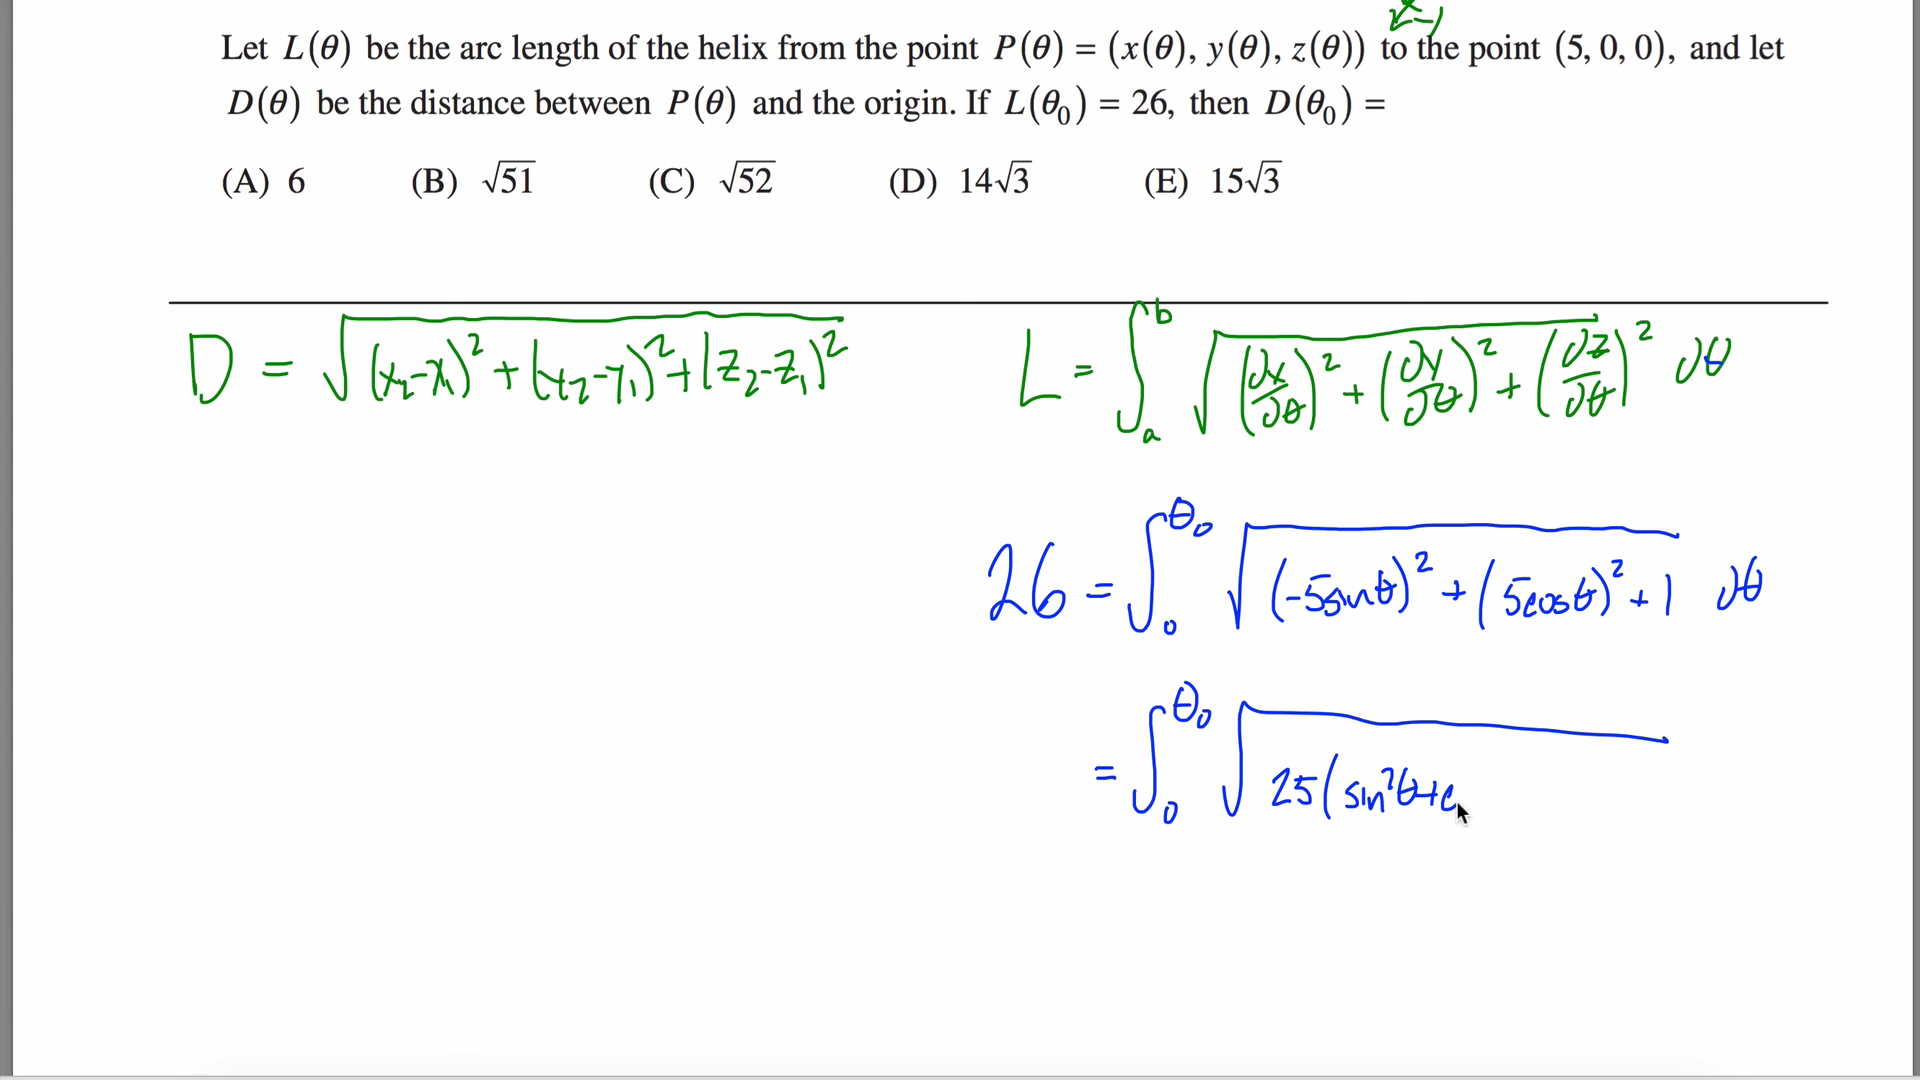 Let L(θ) be the arc length of the helix from the point P(θ) = (x(θ), y(θ), z(θ)) to the point (5, 0, 0), and let
D(θ) be the distance between P(θ) and the origin. If L(θ₀) = 26, then D(θ₀) =
(A) 6 (B) √51 (C) √52 (D) 14√3 (E) 15√3
D = √((x₂-x₁)² + (y₂-y₁)² + (z₂-z₁)²)
L = ∫ₐᵇ √((dx/dθ)² + (dy/dθ)² + (dz/dθ)²) dθ
26 = ∫₀^θ₀ √((-5sinθ)² + (5cosθ)² + 1) dθ
= ∫₀^θ₀ √(25(sin²θ+c